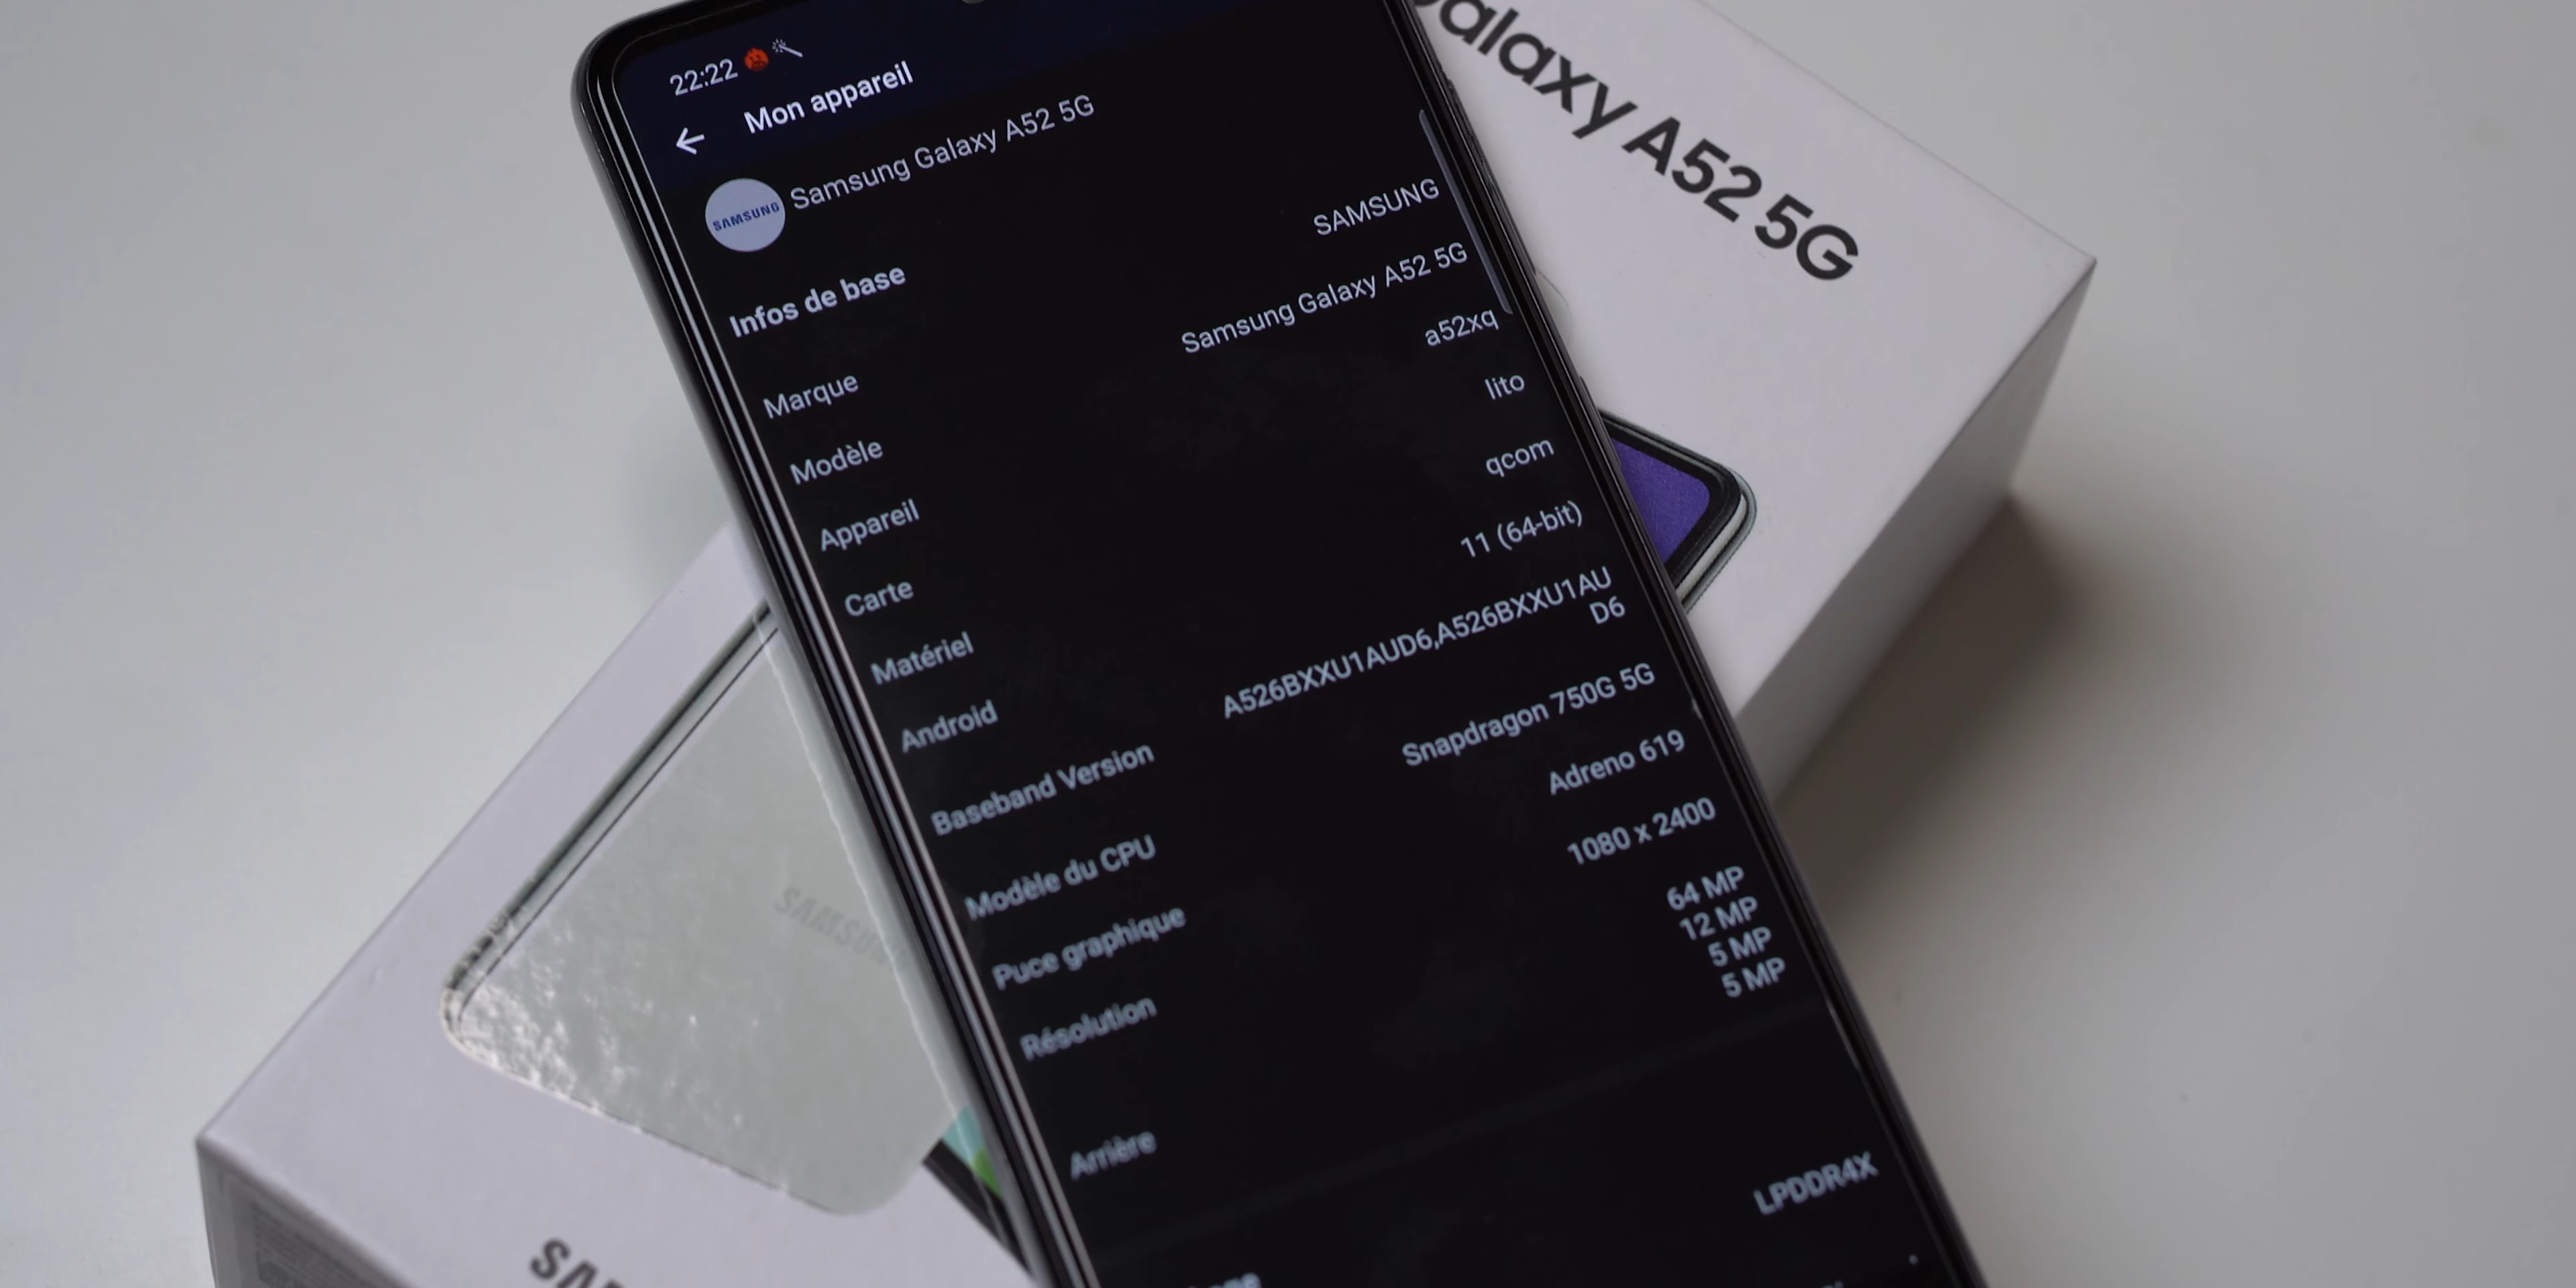 22:22
Mon appareil
SAMSUNG
Samsung Galaxy A52 5G
Infos de base
Marque SAMSUNG
Modèle Samsung Galaxy A52 5G
Appareil a52xq
Carte lito
Matériel qcom
Android 11 (64-bit)
Baseband Version A526BXXU1AUD6,A526BXXU1AU
D6
Modèle du CPU Snapdragon 750G 5G
Puce graphique Adreno 619
Résolution 1080 x 2400
Arrière 64 MP
12 MP
5 MP
5 MP
LPDDR4X
alaxy A52 5G
SAMSU
SA